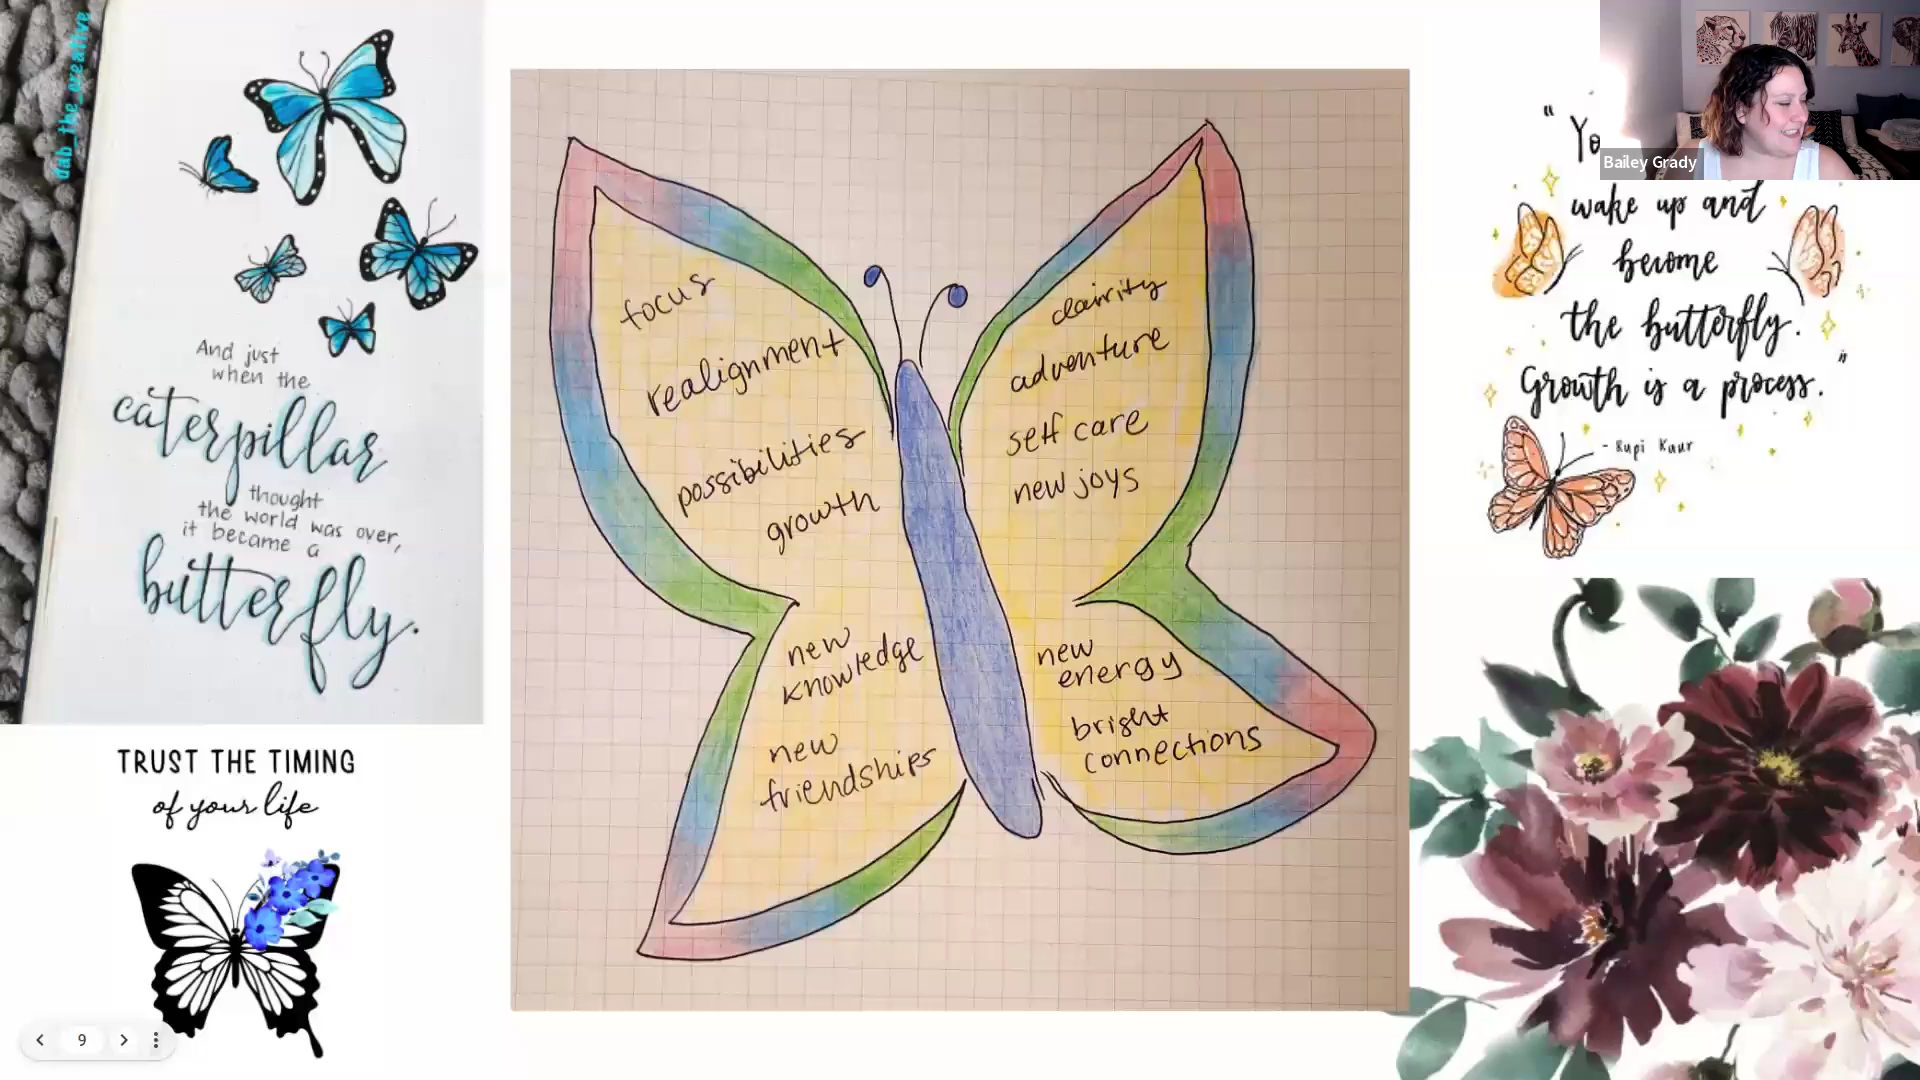 dab_the_creative
And just
when the
caterpillar
thought
the world was over,
it became a
butterfly.
TRUST THE TIMING
of your life
9
focus
realignment
possibilities
growth
new
knowledge
new
friendships
clairity
adventure
self care
new joys
new
energy
bright
connections
Bailey Grady
"Yo
wake up and
become
the butterfly.
Growth is a process."
- Rupi Kaur